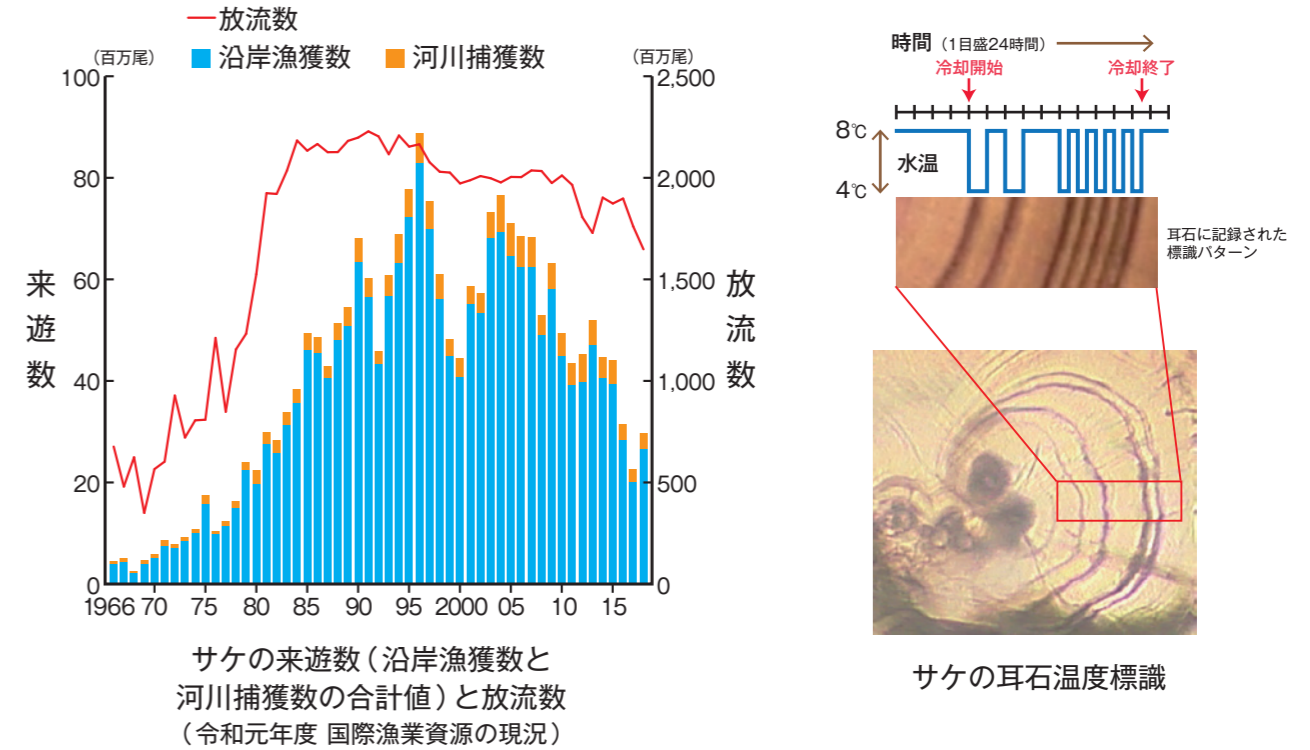 放流数
(百万尾)
沿岸漁獲数
河川捕獲数
(百万尾)
100
80
60
40
20
0
2,500
2,000
1,500
1,000
500
0
来遊数
放流数
1966 70 75 80 85 90 95 2000 05 10 15
サケの来遊数(沿岸漁獲数と
河川捕獲数の合計値)と放流数
(令和元年度 国際漁業資源の現況)
時間(1目盛24時間)
冷却開始
冷却終了
8℃
水温
4℃
耳石に記録された
標識パターン
サケの耳石温度標識